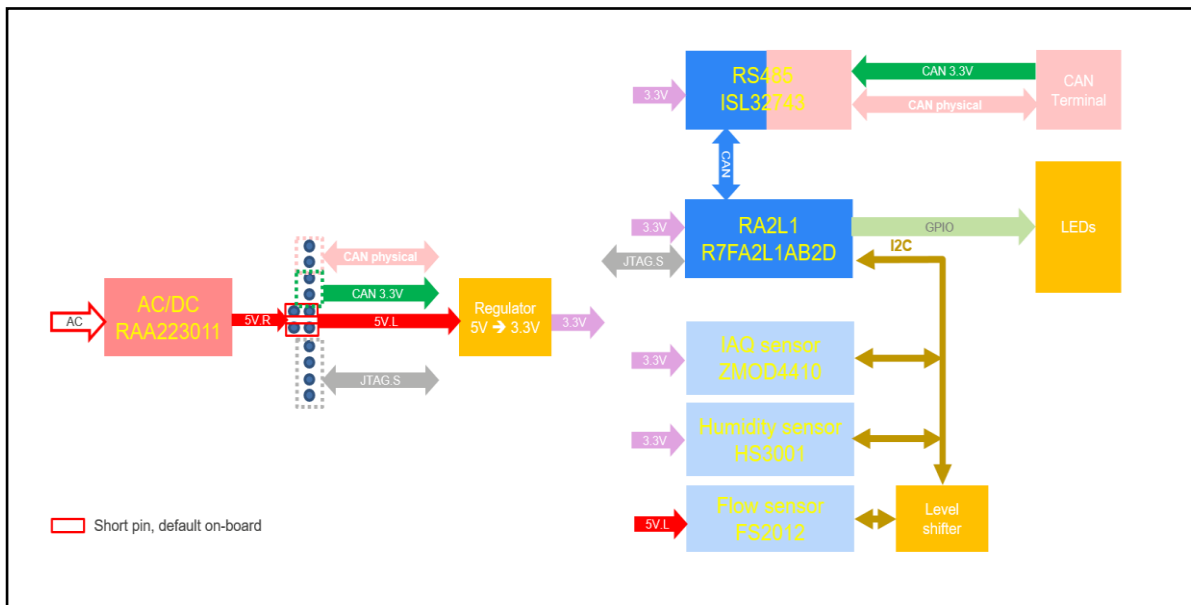 RS485
ISL32743
3.3V
CAN 3.3V
CAN physical
CAN
Terminal
CAN
RA2L1
R7FA2L1AB2D
3.3V
JTAG.S
GPIO
LEDs
I2C
AC
AC/DC
RAA223011
5V.R
CAN physical
CAN 3.3V
5V.L
JTAG.S
Regulator
5V → 3.3V
3.3V
3.3V
IAQ sensor
ZMOD4410
3.3V
Humidity sensor
HS3001
5V.L
Flow sensor
FS2012
Level
shifter
Short pin, default on-board